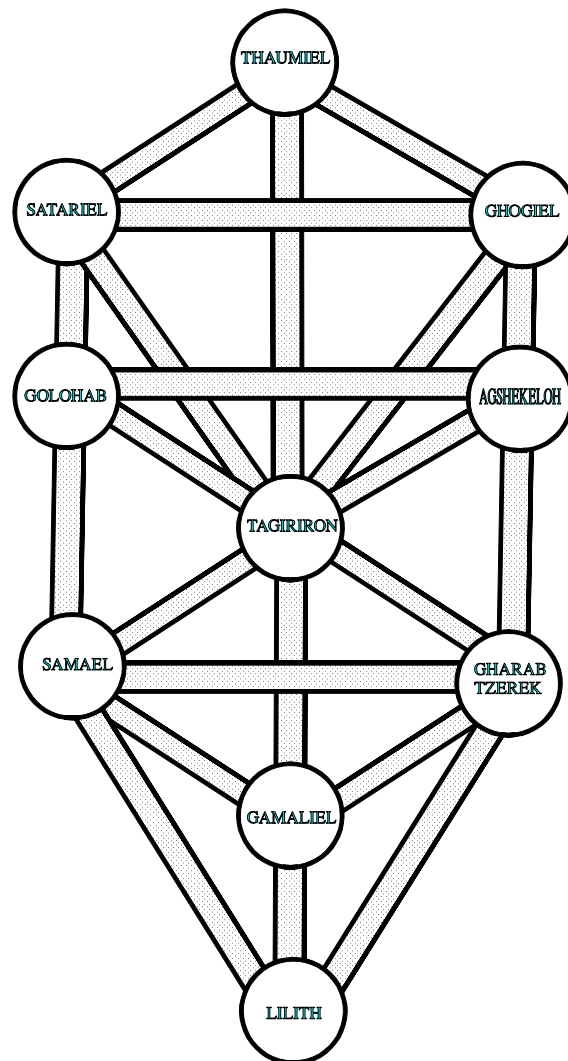 THAUMIEL
SATARIEL
GHOGIEL
GOLOHAB
AGSHEKELOH
TAGIRIRON
SAMAEL
GHARAB
TZEREK
GAMALIEL
LILITH